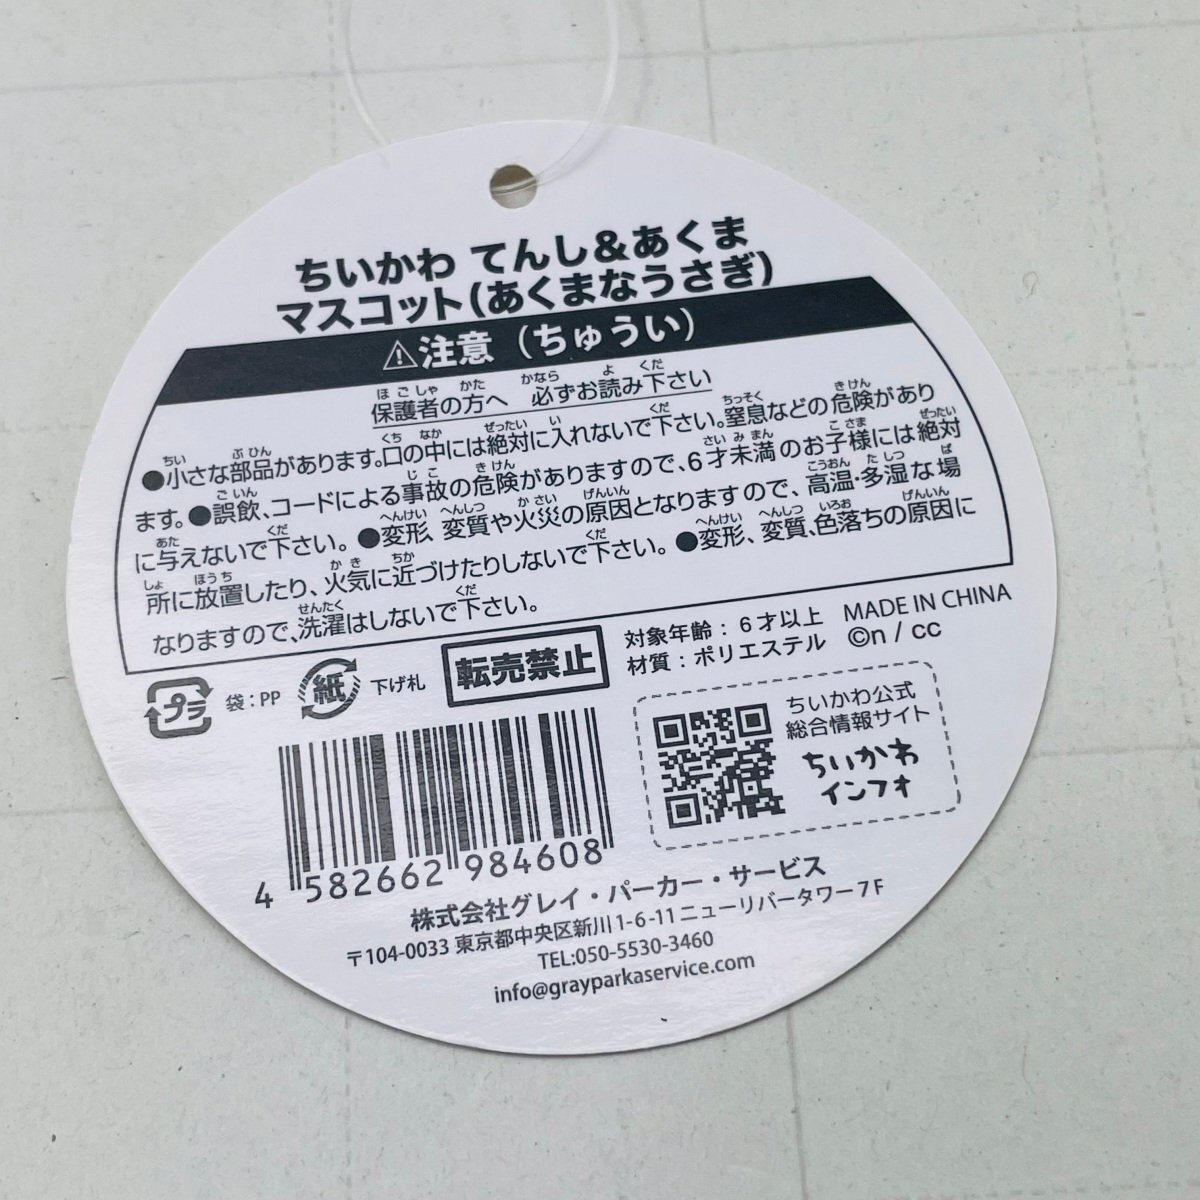 ちいかわ てんし&あくま
マスコット(あくまなうさぎ)
⚠注意(ちゅうい)
保護者の方へ 必ずお読み下さい
●小さな部品があります。口の中には絶対に入れないで下さい。窒息などの危険があり
ます。●誤飲、コードによる事故の危険がありますので、6才未満のお子様には絶対
に与えないで下さい。 ●変形、変質や火災の原因となりますので、高温・多湿な場
所に放置したり、火気に近づけたりしないで下さい。 ●変形、変質、色落ちの原因に
なりますので、洗濯はしないで下さい。
プラ 袋:PP 紙 下げ札 転売禁止
対象年齢:6才以上 MADE IN CHINA
材質:ポリエステル ©n / cc
ちいかわ公式
総合情報サイト
ちいかわ
インフォ
4 582662 984608
株式会社グレイ・パーカー・サービス
〒104-0033 東京都中央区新川1-6-11 ニューリバータワー7F
TEL:050-5530-3460
info@grayparkaservice.com